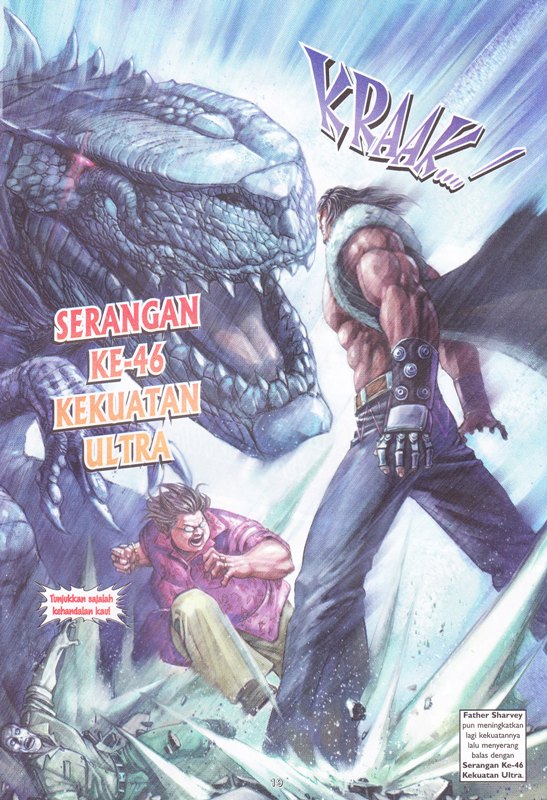 KRAAK...!
SERANGAN
KE-46
KEKUATAN
ULTRA
Tunjukkan sajalah
kehandalan kau!
Father Sharvey
pun meningkatkan
lagi kekuatannya
lalu menyerang
balas dengan
Serangan Ke-46
Kekuatan Ultra.
19